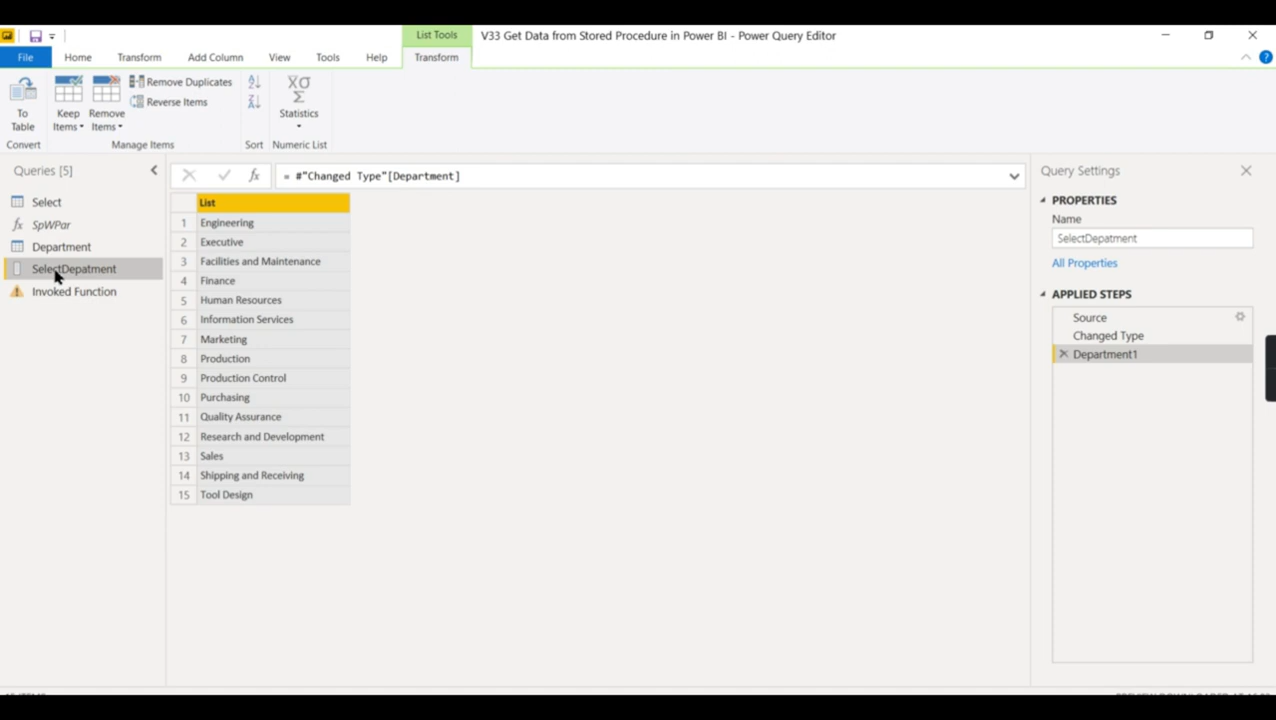 List Tools
V33 Get Data from Stored Procedure in Power BI - Power Query Editor
File
Home
Transform
Add Column
View
Tools
Help
Transform
To
Table
Keep
Items
Remove
Items
Remove Duplicates
Reverse Items
Statistics
Convert
Manage Items
Sort
Numeric List
Queries [5]
Select
fx SpWPar
Department
SelectDepatment
Invoked Function
fx
= #"Changed Type"[Department]
List
1 Engineering
2 Executive
3 Facilities and Maintenance
4 Finance
5 Human Resources
6 Information Services
7 Marketing
8 Production
9 Production Control
10 Purchasing
11 Quality Assurance
12 Research and Development
13 Sales
14 Shipping and Receiving
15 Tool Design
Query Settings
PROPERTIES
Name
SelectDepatment
All Properties
APPLIED STEPS
Source
Changed Type
Department1